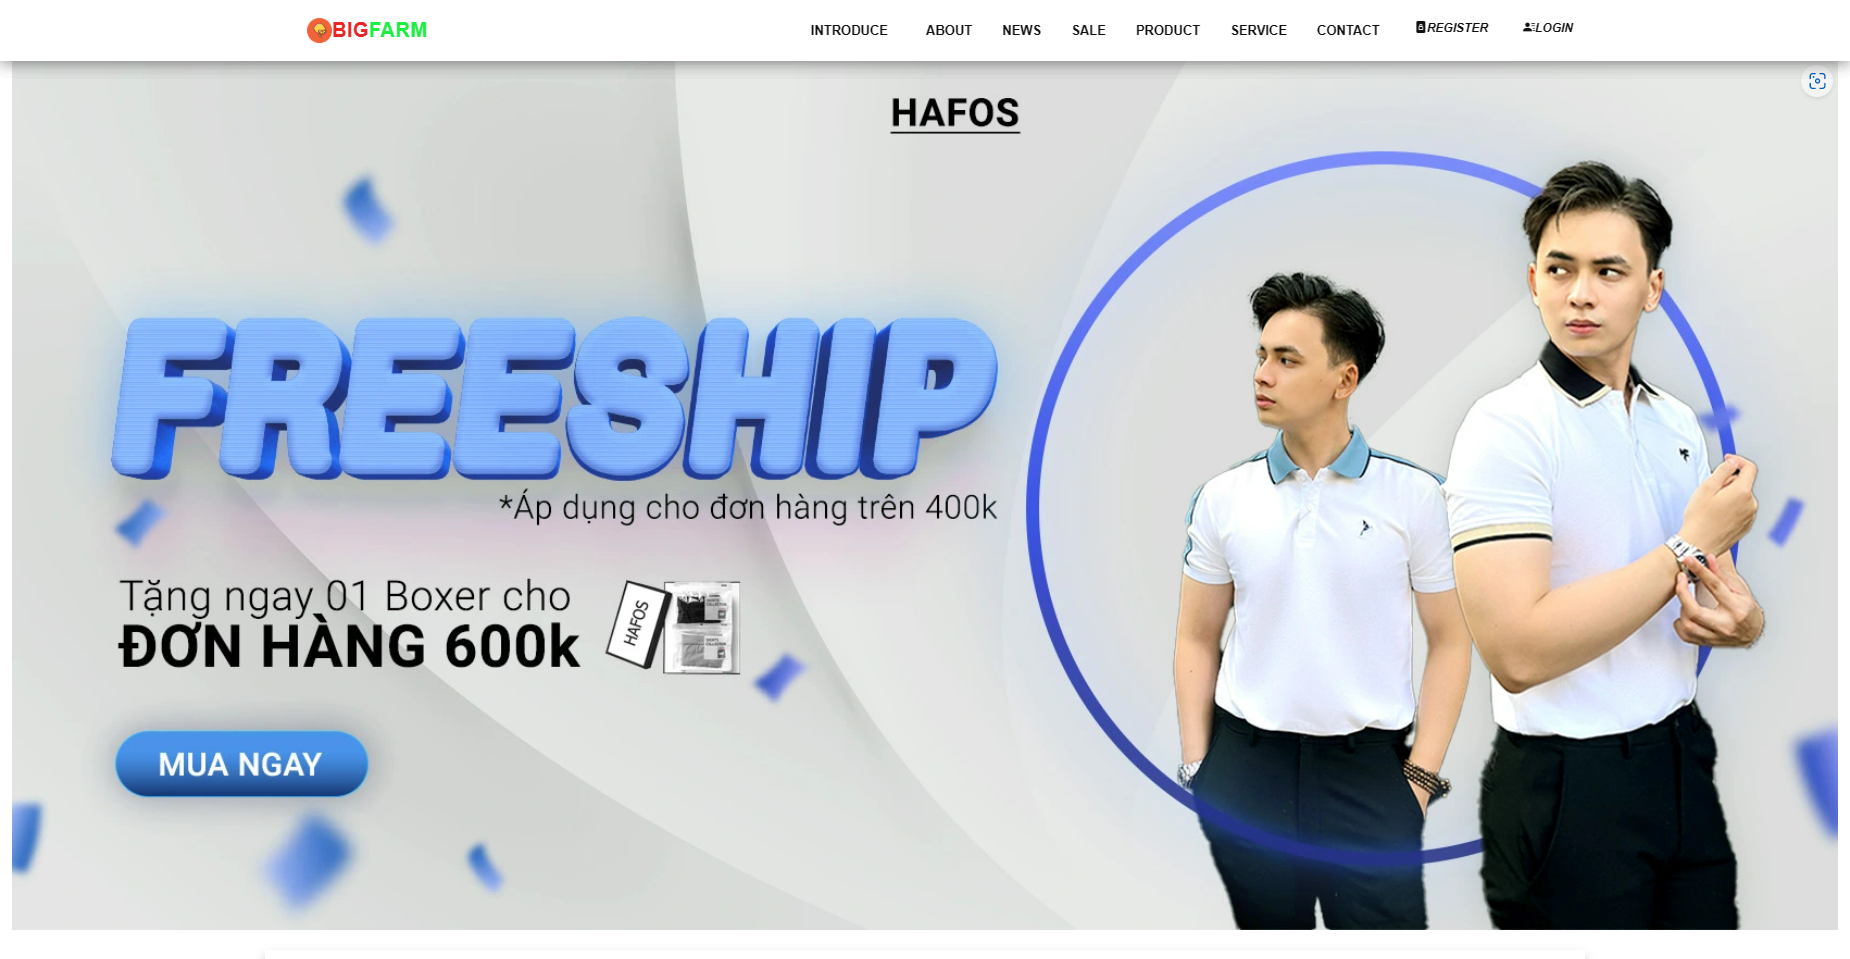 BIGFARM
INTRODUCE ABOUT NEWS SALE PRODUCT SERVICE CONTACT REGISTER LOGIN
HAFOS
FREESHIP
*Áp dụng cho đơn hàng trên 400k
Tặng ngay 01 Boxer cho
ĐƠN HÀNG 600k
HAFOS
MUA NGAY